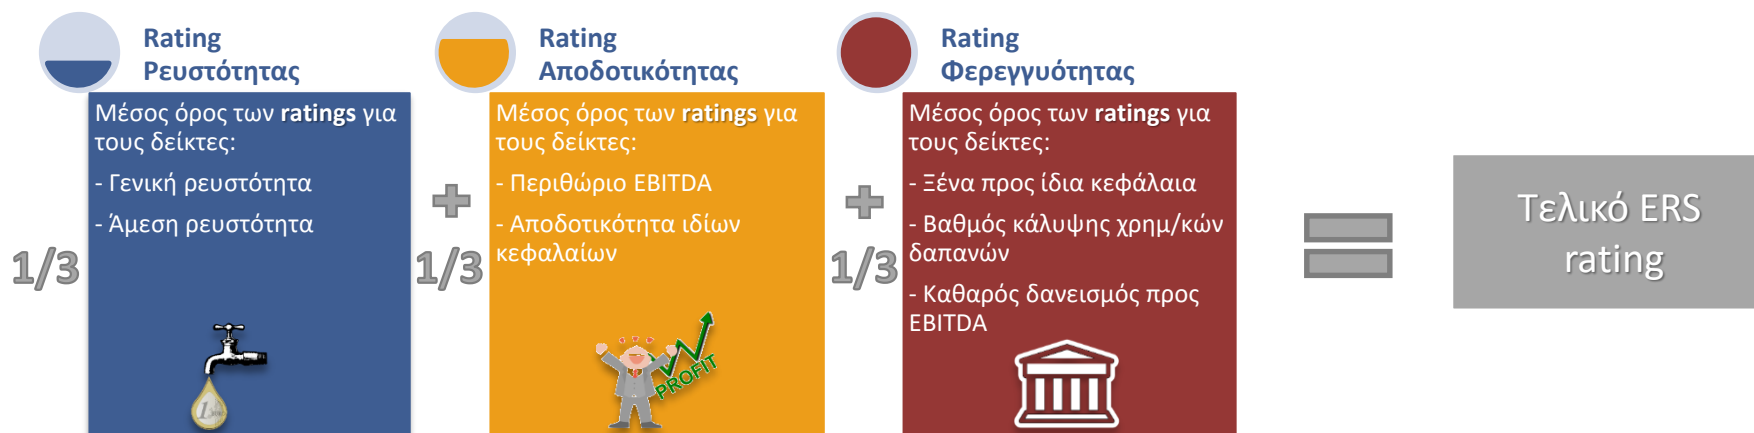 Rating
Ρευστότητας
1/3
Μέσος όρος των ratings για
τους δείκτες:
- Γενική ρευστότητα
- Άμεση ρευστότητα
Rating
Αποδοτικότητας
1/3
Μέσος όρος των ratings για
τους δείκτες:
- Περιθώριο EBITDA
- Αποδοτικότητα ιδίων
κεφαλαίων
PROFIT
Rating
Φερεγγυότητας
1/3
Μέσος όρος των ratings για
τους δείκτες:
- Ξένα προς ίδια κεφάλαια
- Βαθμός κάλυψης χρημ/κών
δαπανών
- Καθαρός δανεισμός προς
EBITDA
Τελικό ERS
rating